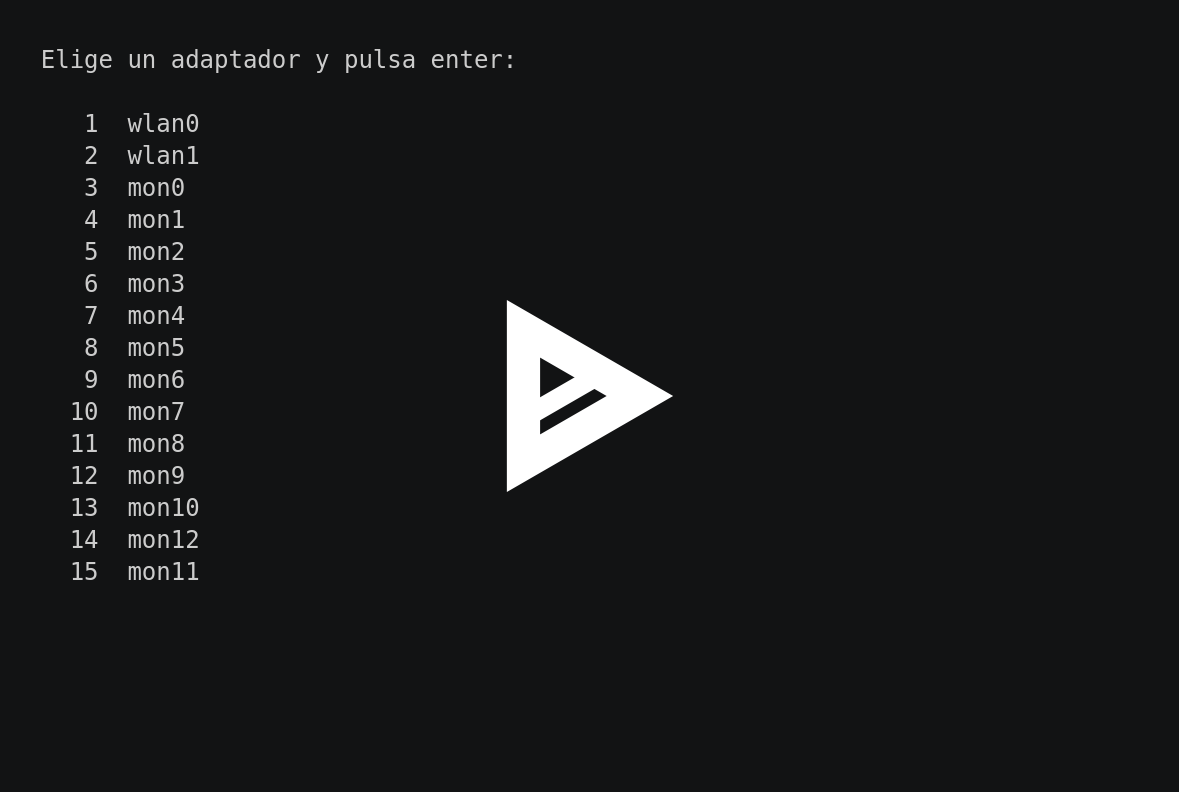 Elige un adaptador y pulsa enter:
1 wlan0
2 wlan1
3 mon0
4 mon1
5 mon2
6 mon3
7 mon4
8 mon5
9 mon6
10 mon7
11 mon8
12 mon9
13 mon10
14 mon12
15 mon11